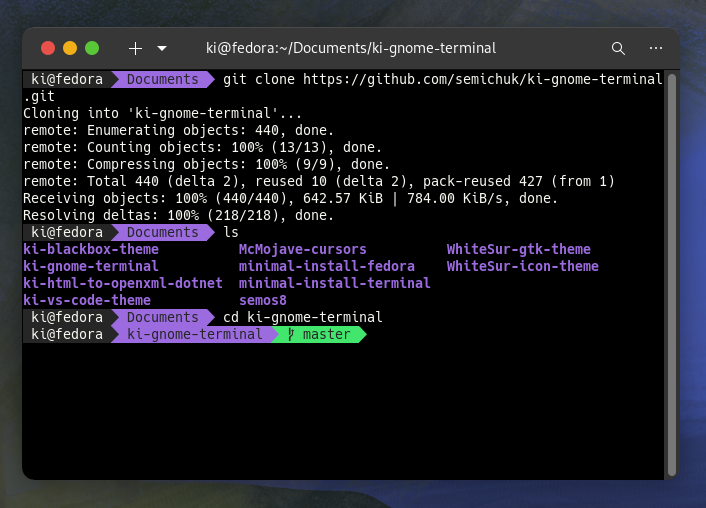 ki@fedora:~/Documents/ki-gnome-terminal
ki@fedora Documents git clone https://github.com/semichuk/ki-gnome-terminal
.git
Cloning into 'ki-gnome-terminal'...
remote: Enumerating objects: 440, done.
remote: Counting objects: 100% (13/13), done.
remote: Compressing objects: 100% (9/9), done.
remote: Total 440 (delta 2), reused 10 (delta 2), pack-reused 427 (from 1)
Receiving objects: 100% (440/440), 642.57 KiB | 784.00 KiB/s, done.
Resolving deltas: 100% (218/218), done.
ki@fedora Documents ls
ki-blackbox-theme McMojave-cursors WhiteSur-gtk-theme
ki-gnome-terminal minimal-install-fedora WhiteSur-icon-theme
ki-html-to-openxml-dotnet minimal-install-terminal
ki-vs-code-theme semos8
ki@fedora Documents cd ki-gnome-terminal
ki@fedora ki-gnome-terminal master